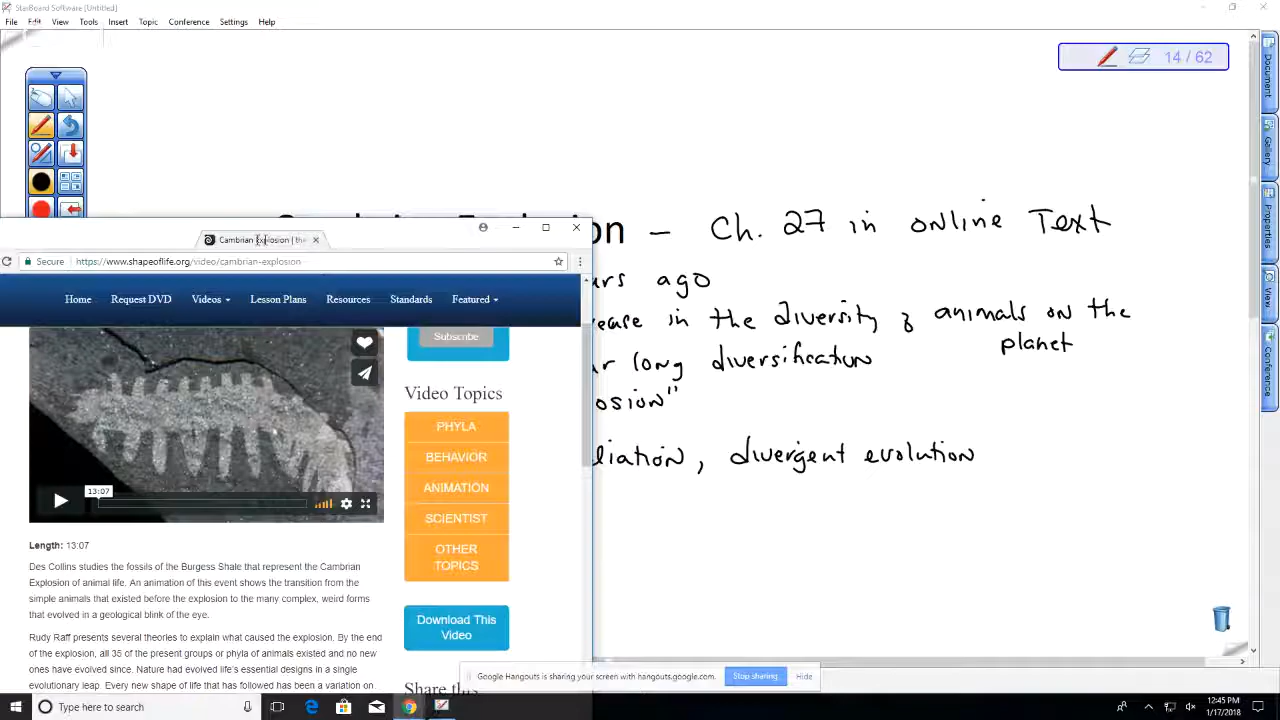 StarBoard Software [Untitled]
File Edit View Tools Insert Topic Conference Settings Help
14 / 62
Document
Gallery
Properties
View
Conference
on - Ch. 27 in online Text
urs ago
rease in the diversity of animals on the
planet
ar long diversification
osion"
diation, divergent evolution
Cambrian Explosion | the
Secure https://www.shapeoflife.org/video/cambrian-explosion
Home Request DVD Videos Lesson Plans Resources Standards Featured
Subscribe
Video Topics
PHYLA
BEHAVIOR
ANIMATION
SCIENTIST
OTHER
TOPICS
Download This
Video
Share this
13:07
Length: 13:07
Des Collins studies the fossils of the Burgess Shale that represent the Cambrian
Explosion of animal life. An animation of this event shows the transition from the
simple animals that existed before the explosion to the many complex, weird forms
that evolved in a geological blink of the eye.
Rudy Raff presents several theories to explain what caused the explosion. By the end
of the explosion, all 35 of the present groups or phyla of animals existed and no new
ones have evolved since. Nature had evolved life's essential designs in a single
evolutionary leap. Every new shape of life that has followed has been a variation on
Google Hangouts is sharing your screen with hangouts.google.com. Stop sharing Hide
Type here to search
12:45 PM
1/17/2018